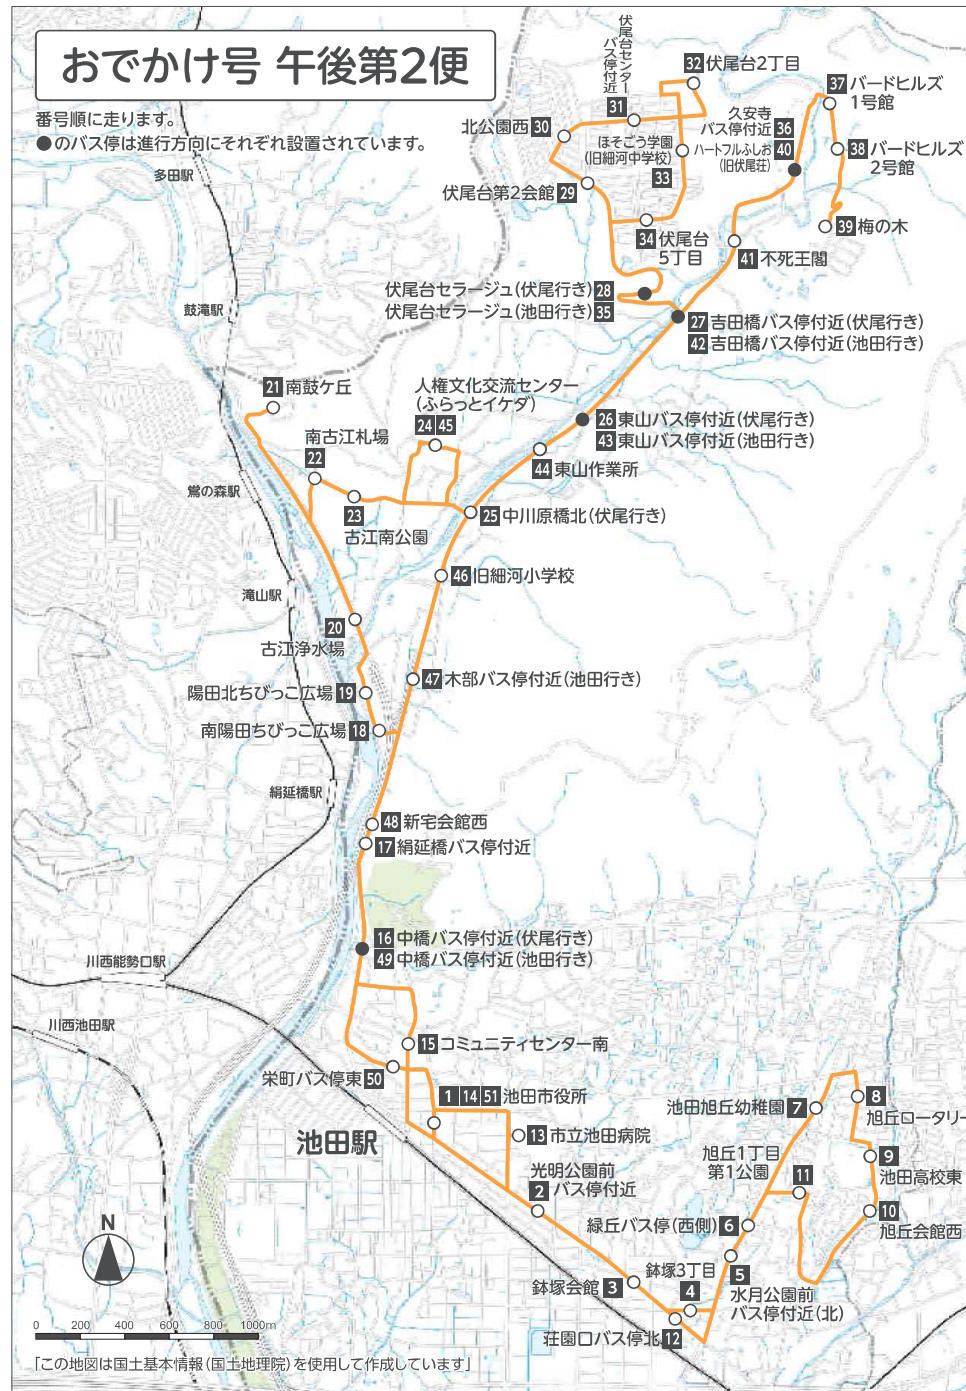 おでかけ号 午後第2便
番号順に走ります。
●のバス停は進行方向にそれぞれ設置されています。
多田駅
鼓滝駅
鶯の森駅
滝山駅
絹延橋駅
川西能勢口駅
川西池田駅
池田駅
伏尾台センター
バス停付近
31
32 伏尾台2丁目
北公園西 30
ほそごう学園
(旧細河中学校)
33
久安寺
バス停付近 36
ハートフルふしお
(旧伏尾荘)
40
37 バードヒルズ
1号館
38 バードヒルズ
2号館
39 梅の木
伏尾台第2会館 29
34 伏尾台
5丁目
41 不死王閣
伏尾台セラージュ(伏尾行き) 28
伏尾台セラージュ(池田行き) 35
27 吉田橋バス停付近(伏尾行き)
42 吉田橋バス停付近(池田行き)
21 南鼓ケ丘
人権文化交流センター
(ふらっとイケダ)
24 45
26 東山バス停付近(伏尾行き)
43 東山バス停付近(池田行き)
南古江札場
22
44 東山作業所
23
古江南公園
25 中川原橋北(伏尾行き)
46 旧細河小学校
20
古江浄水場
47 木部バス停付近(池田行き)
陽田北ちびっこ広場 19
南陽田ちびっこ広場 18
48 新宅会館西
17 絹延橋バス停付近
16 中橋バス停付近(伏尾行き)
49 中橋バス停付近(池田行き)
15 コミュニティセンター南
栄町バス停東 50
1 14 51 池田市役所
13 市立池田病院
光明公園前
2 バス停付近
池田旭丘幼稚園 7
8
旭丘ロータリー
9
池田高校東
旭丘1丁目
第1公園
11
10
旭丘会館西
緑丘バス停(西側) 6
5
水月公園前
バス停付近(北)
鉢塚会館 3
鉢塚3丁目
4
荘園口バス停北 12
N
0 200 400 600 800 1000m
「この地図は国土基本情報(国土地理院)を使用して作成しています」